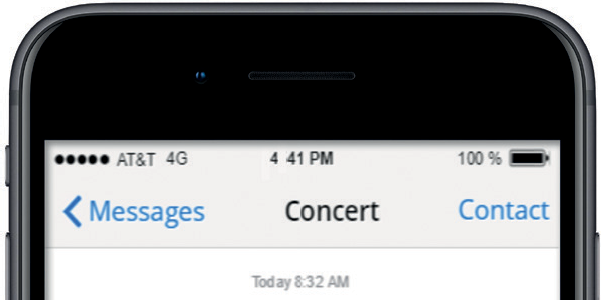 AT&T 4G 4 41 PM 100 %
Messages Concert Contact
Today 8:32 AM